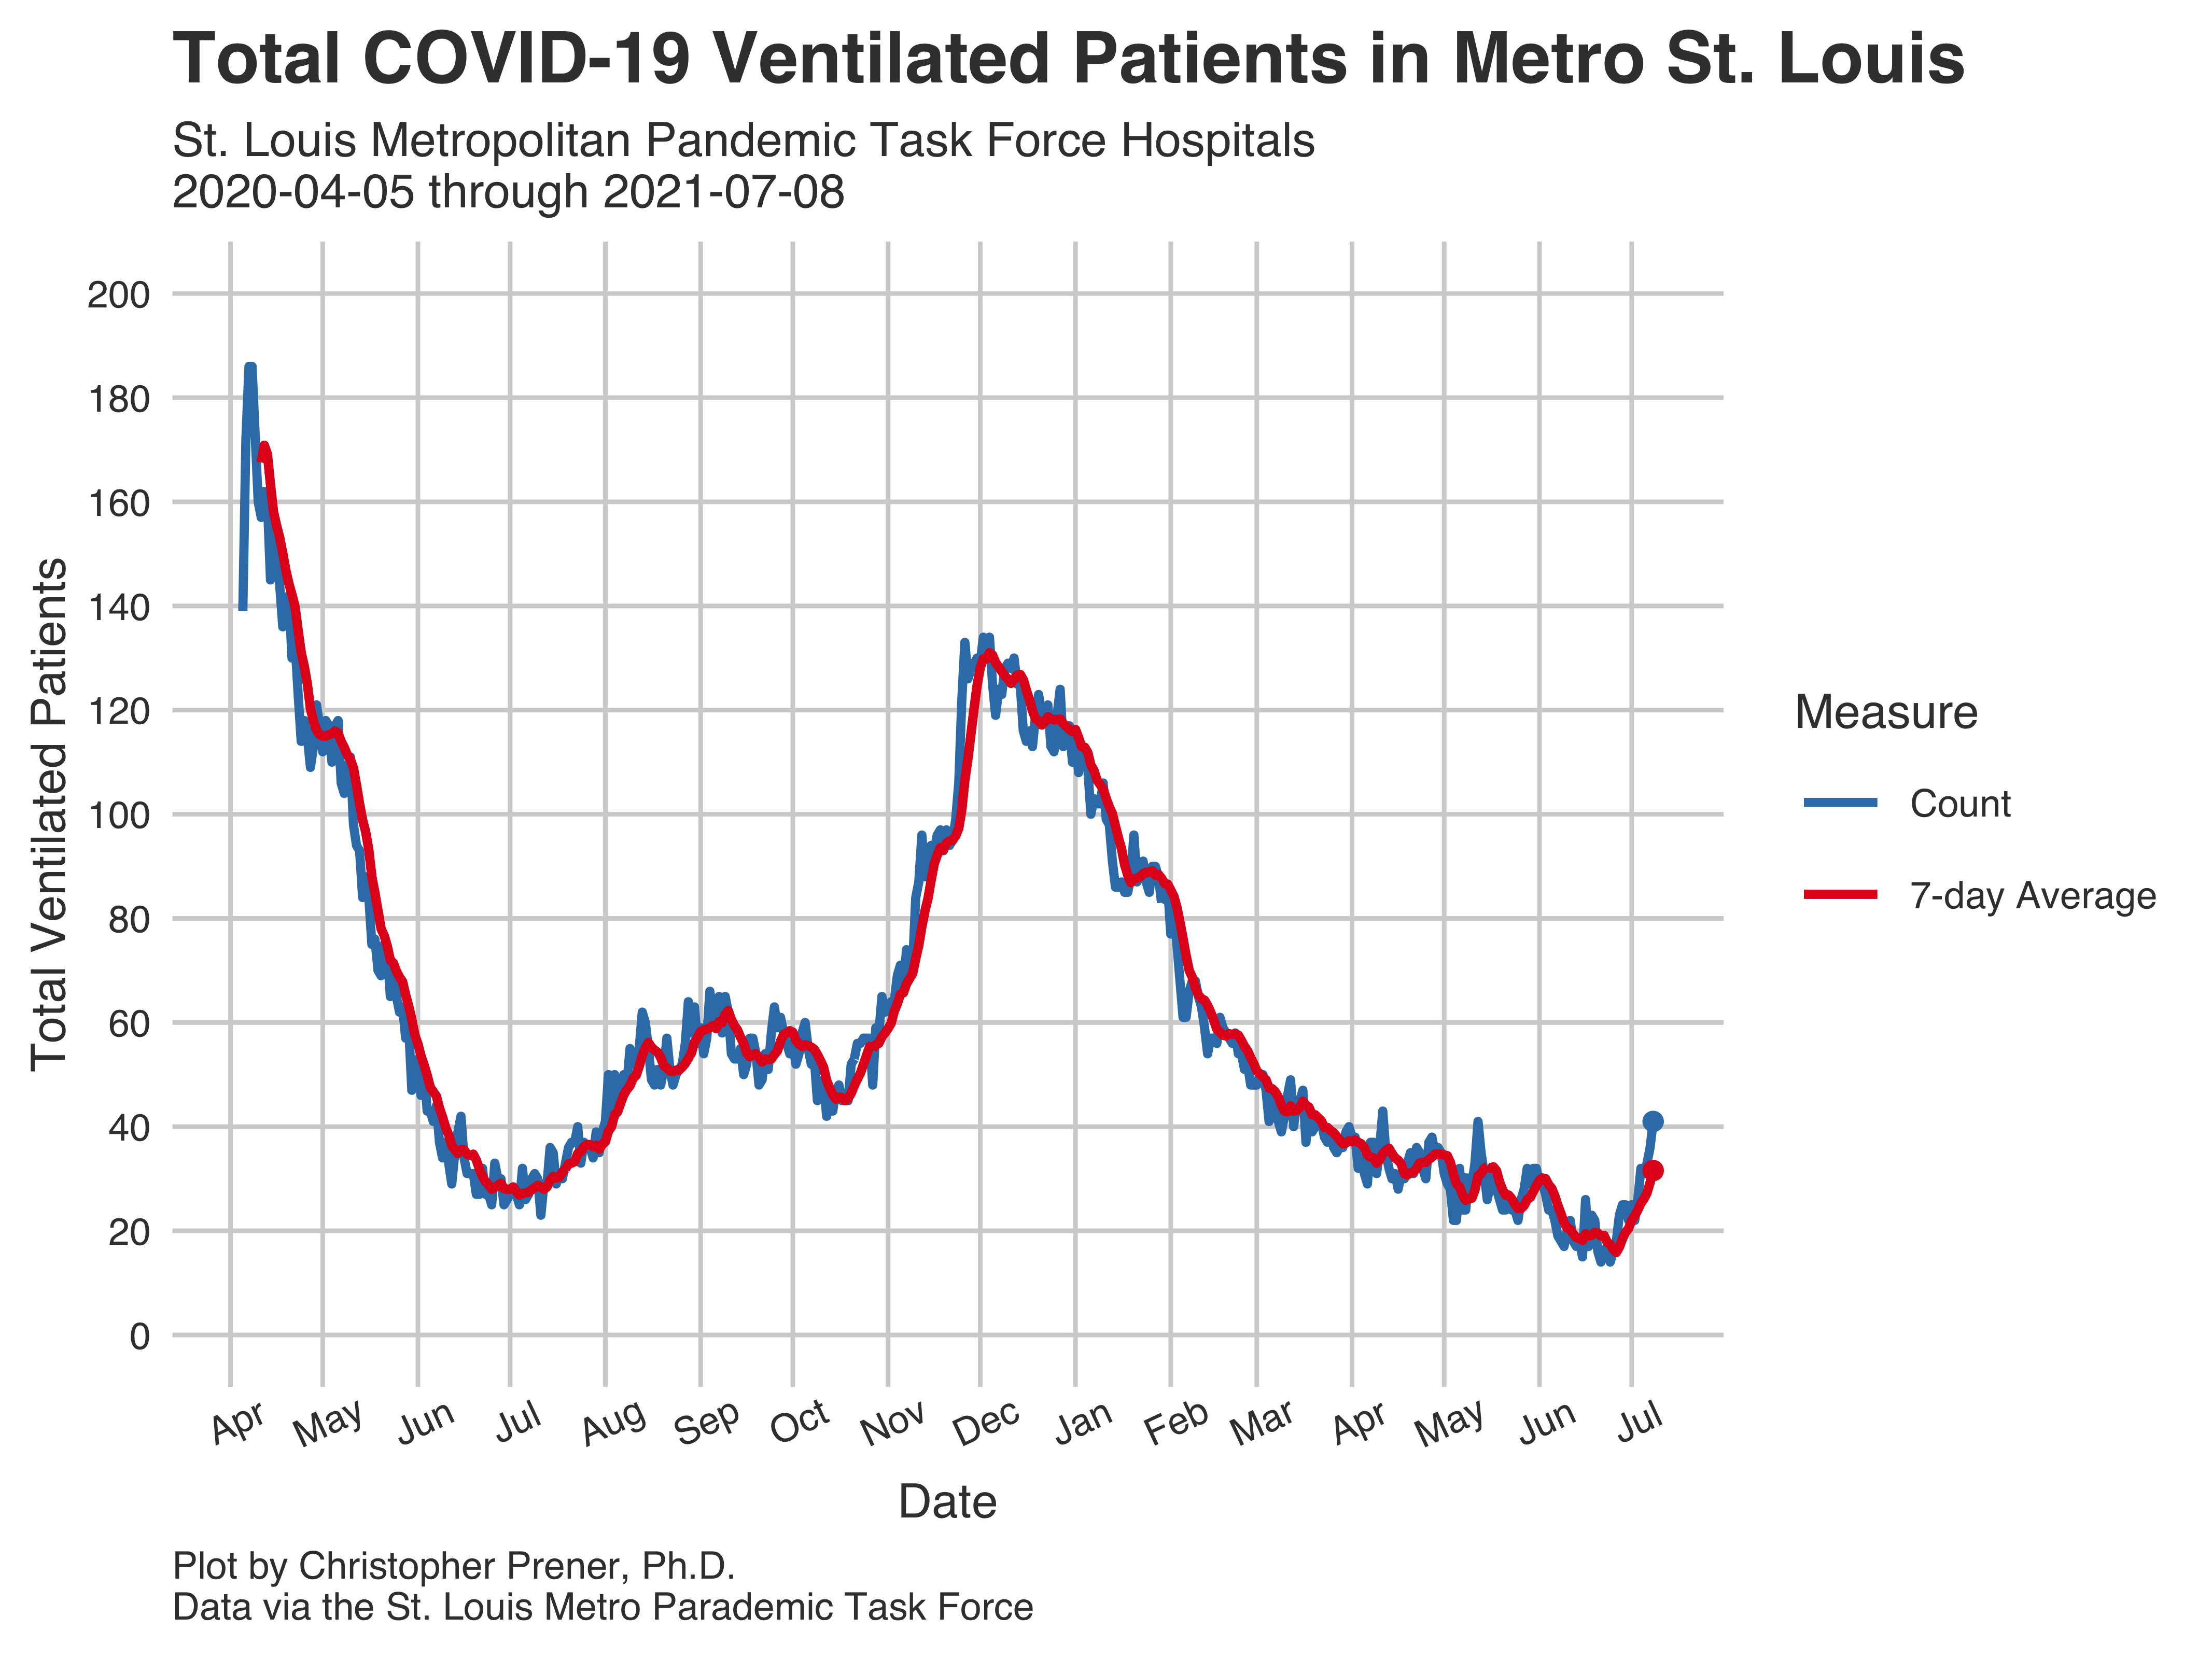 Total COVID-19 Ventilated Patients in Metro St. Louis
St. Louis Metropolitan Pandemic Task Force Hospitals
2020-04-05 through 2021-07-08
Total Ventilated Patients
200
180
160
140
120
100
80
60
40
20
0
Apr May Jun Jul Aug Sep Oct Nov Dec Jan Feb Mar Apr May Jun Jul
Date
Measure
Count
7-day Average
Plot by Christopher Prener, Ph.D.
Data via the St. Louis Metro Parademic Task Force